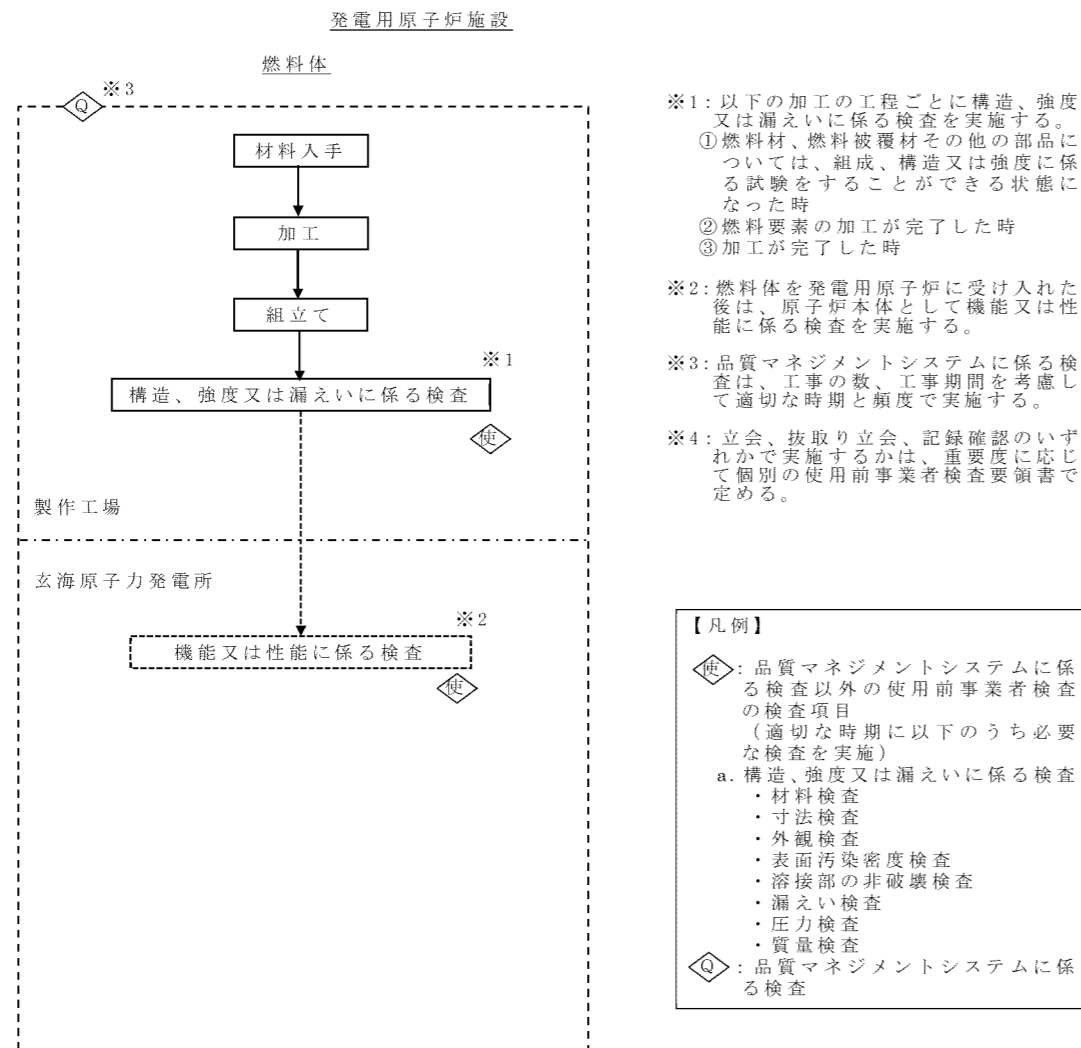 発電用原子炉施設
燃料体
Q
※3
材料入手
加工
組立て
※1
構造、強度又は漏えいに係る検査
使
製作工場
玄海原子力発電所
※2
機能又は性能に係る検査
使
※1：以下の加工の工程ごとに構造、強度
又は漏えいに係る検査を実施する。
①燃料材、燃料被覆材その他の部品に
ついては、組成、構造又は強度に係
る試験をすることができる状態に
なった時
②燃料要素の加工が完了した時
③加工が完了した時
※2：燃料体を発電用原子炉に受け入れた
後は、原子炉本体として機能又は性
能に係る検査を実施する。
※3：品質マネジメントシステムに係る検
査は、工事の数、工事期間を考慮し
て適切な時期と頻度で実施する。
※4：立会、抜取り立会、記録確認のいず
れかで実施するかは、重要度に応じ
て個別の使用前事業者検査要領書で
定める。
【凡例】
使：品質マネジメントシステムに係
る検査以外の使用前事業者検査
の検査項目
（適切な時期に以下のうち必要
な検査を実施）
a. 構造、強度又は漏えいに係る検査
・材料検査
・寸法検査
・外観検査
・表面汚染密度検査
・溶接部の非破壊検査
・漏えい検査
・圧力検査
・質量検査
Q：品質マネジメントシステムに係
る検査